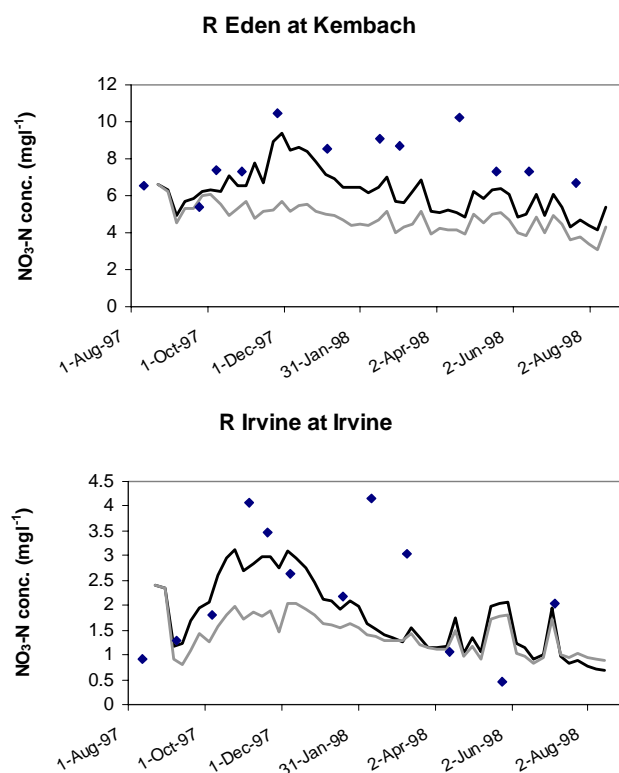 R Eden at Kembach
NO₃-N conc. (mgl⁻¹)
12
10
8
6
4
2
0
1-Aug-97
1-Oct-97
1-Dec-97
31-Jan-98
2-Apr-98
2-Jun-98
2-Aug-98
R Irvine at Irvine
NO₃-N conc. (mgl⁻¹)
4.5
4
3.5
3
2.5
2
1.5
1
0.5
0
1-Aug-97
1-Oct-97
1-Dec-97
31-Jan-98
2-Apr-98
2-Jun-98
2-Aug-98